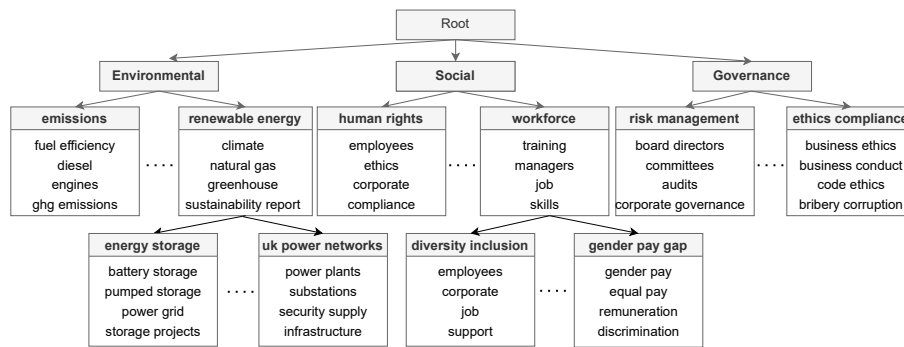 Root
Environmental
Social
Governance
emissions
fuel efficiency
diesel
engines
ghg emissions
. . . .
renewable energy
climate
natural gas
greenhouse
sustainability report
human rights
employees
ethics
corporate
compliance
. . . .
workforce
training
managers
job
skills
risk management
board directors
committees
audits
corporate governance
. . . .
ethics compliance
business ethics
business conduct
code ethics
bribery corruption
energy storage
battery storage
pumped storage
power grid
storage projects
. . . .
uk power networks
power plants
substations
security supply
infrastructure
diversity inclusion
employees
corporate
job
support
. . . .
gender pay gap
gender pay
equal pay
remuneration
discrimination